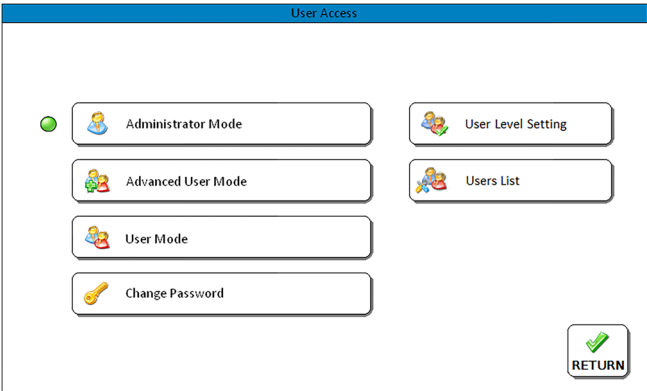 User Access
Administrator Mode
User Level Setting
Advanced User Mode
Users List
User Mode
Change Password
RETURN